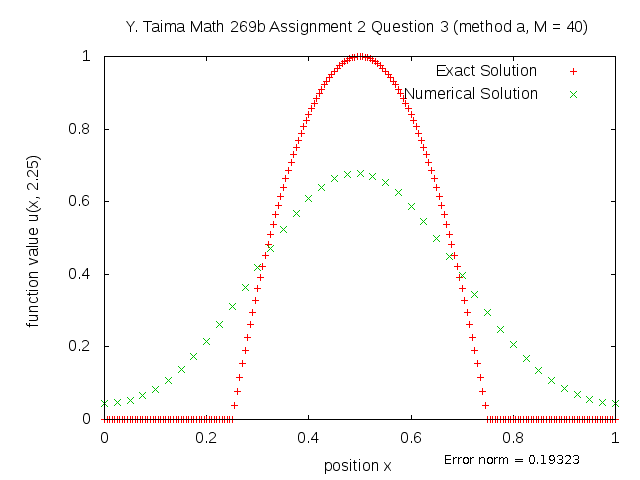 Y. Taima Math 269b Assignment 2 Question 3 (method a, M = 40)
1
Exact Solution
Numerical Solution
0.8
0.6
0.4
0.2
0
function value u(x, 2.25)
0 0.2 0.4 0.6 0.8 1
position x
Error norm = 0.19323